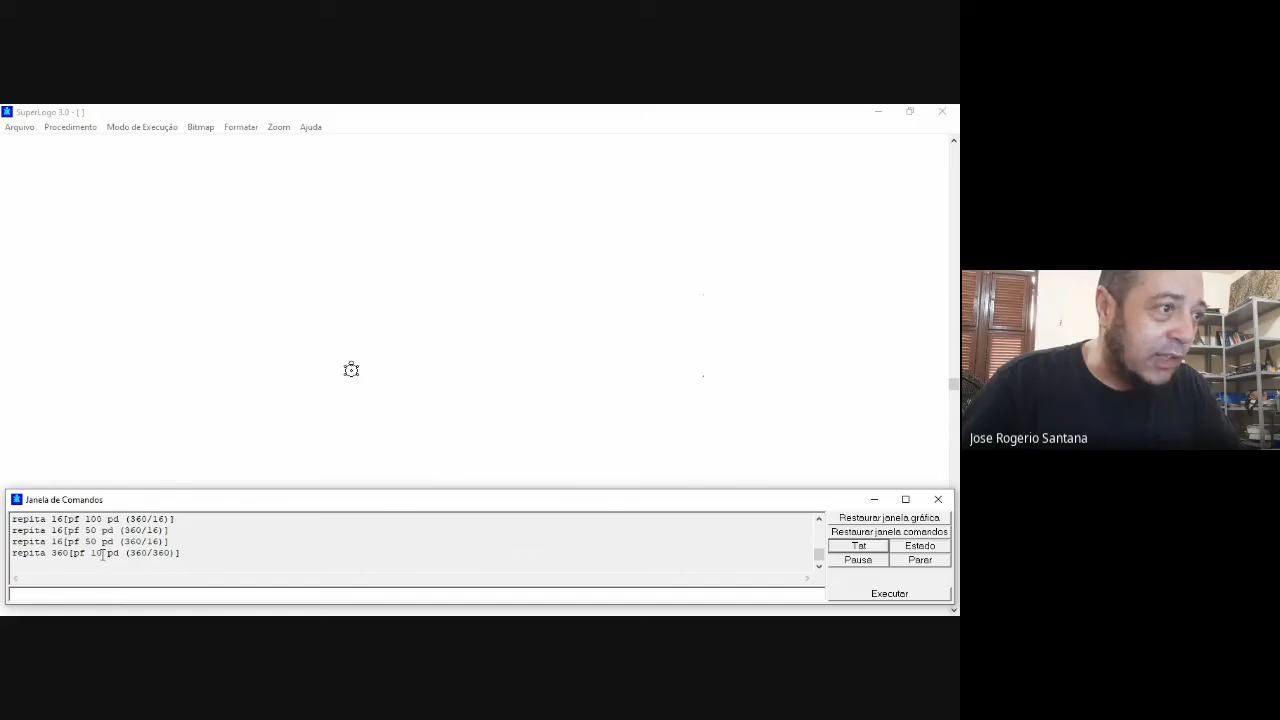 SuperLogo 3.0 - [ ]
Arquivo Procedimento Modo de Execução Bitmap Formatar Zoom Ajuda
Jose Rogerio Santana
Janela de Comandos
repita 16[pf 100 pd (360/16)]
repita 16[pf 50 pd (360/16)]
repita 16[pf 50 pd (360/16)]
repita 360[pf 10 pd (360/360)]
Restaurar janela gráfica
Restaurar janela comandos
Tat Estado
Pausa Parar
Executar